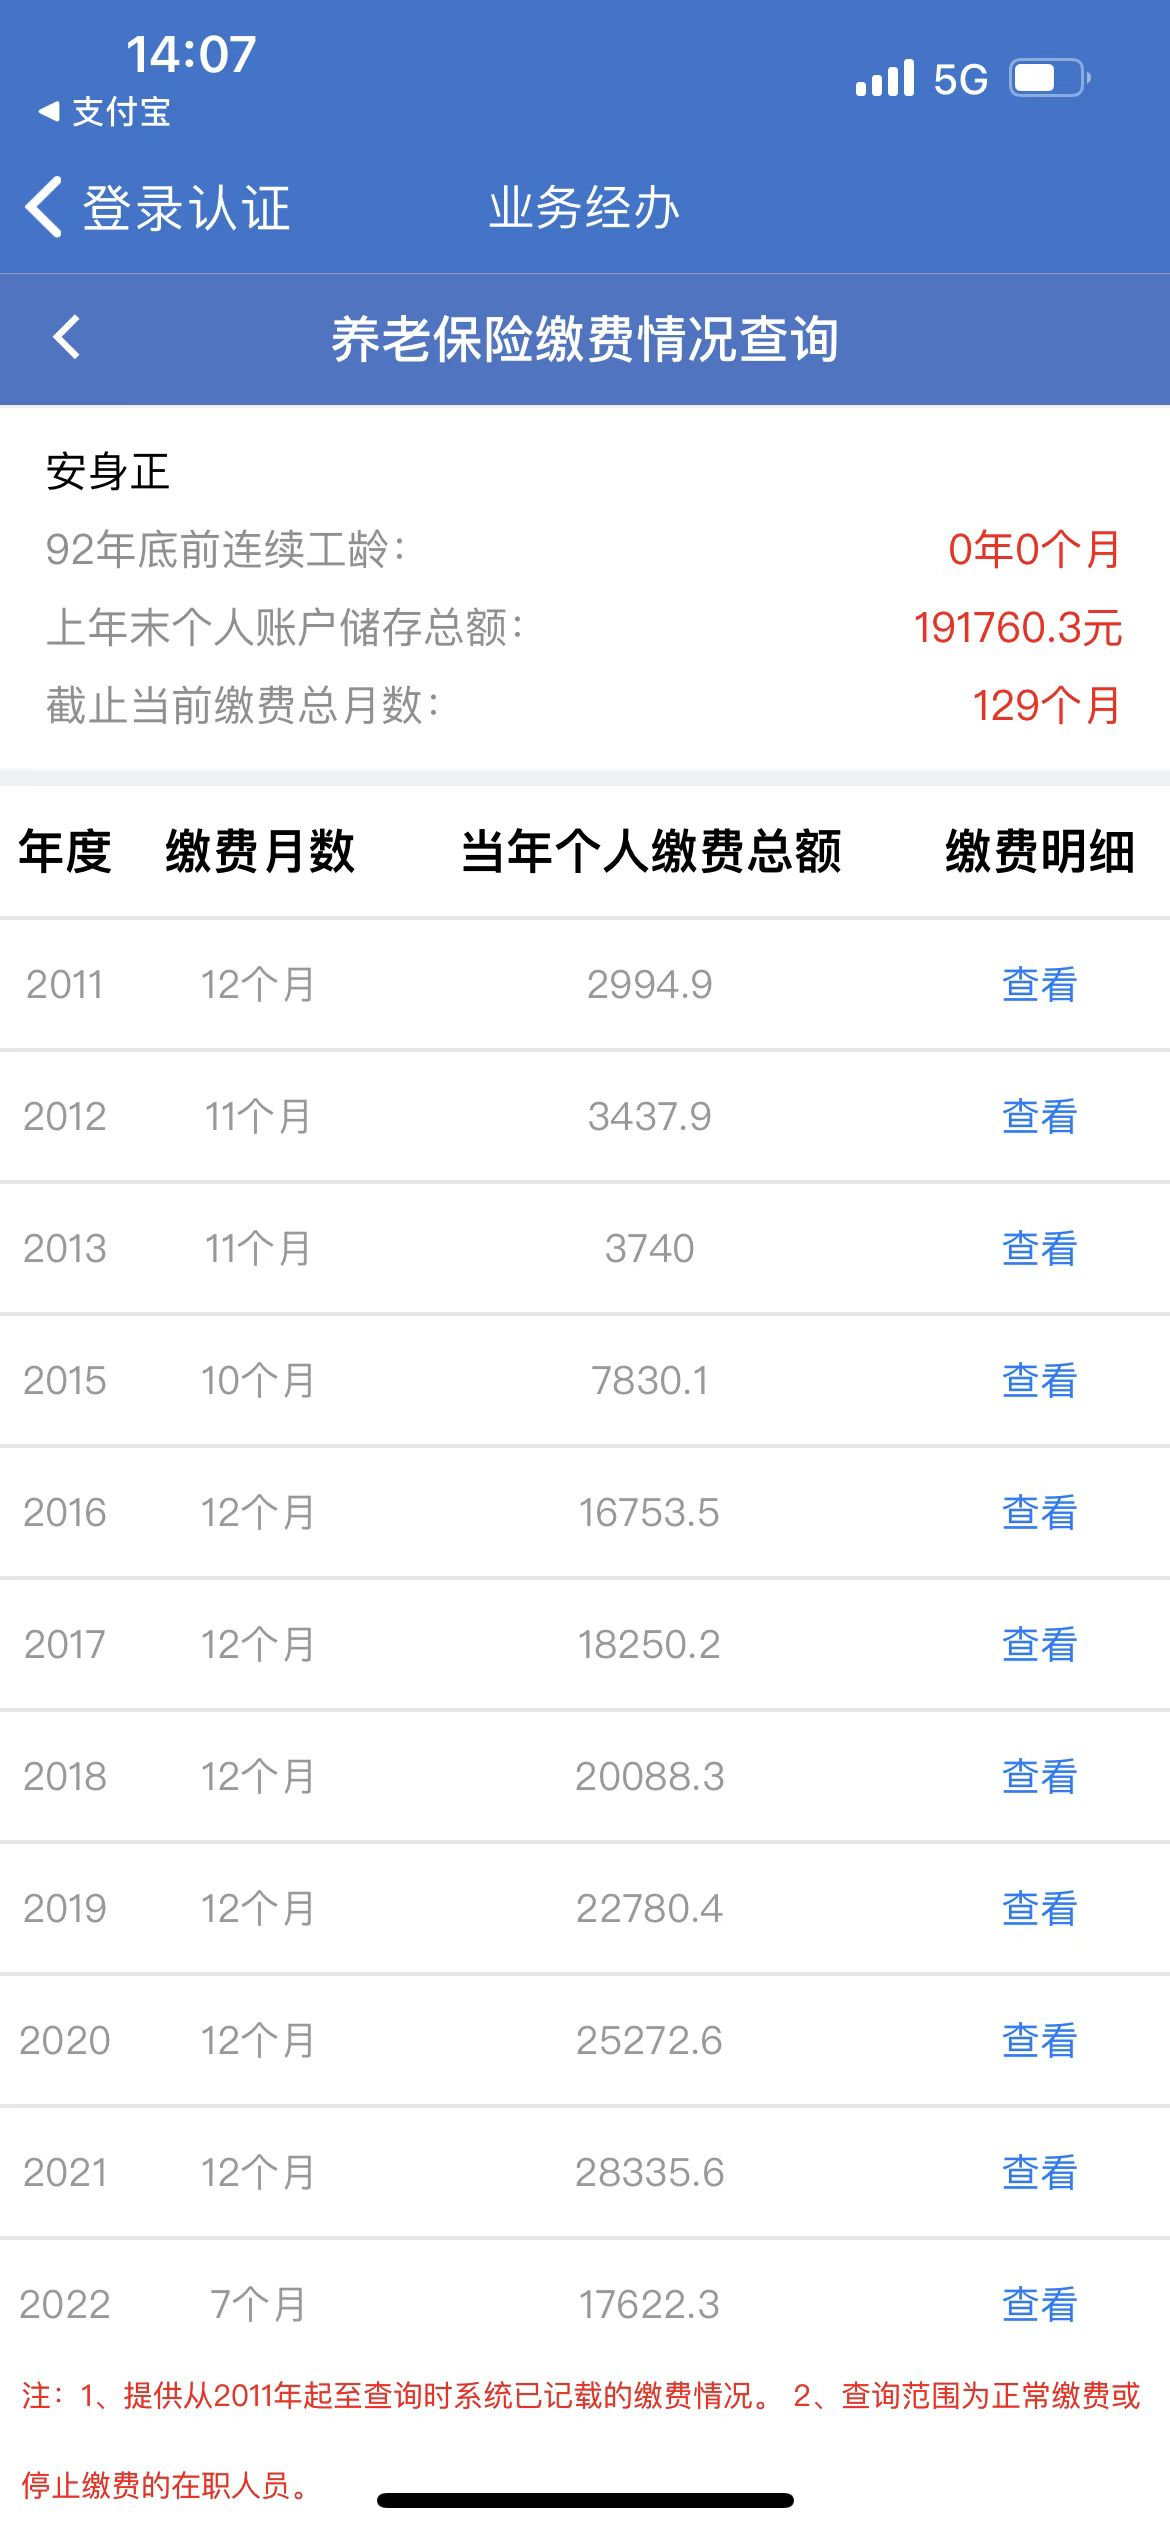 14:07
5G
支付宝
登录认证 业务经办
养老保险缴费情况查询
安身正
92年底前连续工龄： 0年0个月
上年末个人账户储存总额： 191760.3元
截止当前缴费总月数： 129个月
年度 缴费月数 当年个人缴费总额 缴费明细
2011 12个月 2994.9 查看
2012 11个月 3437.9 查看
2013 11个月 3740 查看
2015 10个月 7830.1 查看
2016 12个月 16753.5 查看
2017 12个月 18250.2 查看
2018 12个月 20088.3 查看
2019 12个月 22780.4 查看
2020 12个月 25272.6 查看
2021 12个月 28335.6 查看
2022 7个月 17622.3 查看
注：1、提供从2011年起至查询时系统已记载的缴费情况。 2、查询范围为正常缴费或
停止缴费的在职人员。